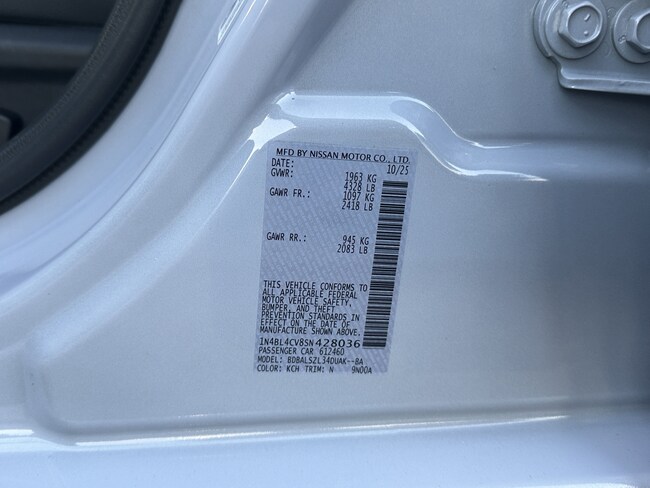 MFD BY NISSAN MOTOR CO., LTD.
DATE: 10/25
GVWR: 1963 KG
4328 LB
GAWR FR.: 1097 KG
2418 LB
GAWR RR.: 945 KG
2083 LB
THIS VEHICLE CONFORMS TO
ALL APPLICABLE FEDERAL
MOTOR VEHICLE SAFETY,
BUMPER, AND THEFT
PREVENTION STANDARDS IN
EFFECT ON THE DATE OF
MANUFACTURE SHOWN ABOVE.
1N4BL4CV8SN428036
PASSENGER CAR 612460
MODEL: BDBALSZL34DUAK--BA
COLOR: KCH TRIM: N 9N00A